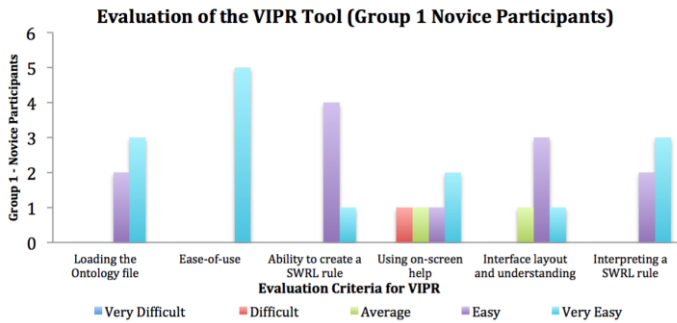 Evaluation of the VIPR Tool (Group 1 Novice Participants)
Group 1 - Novice Participants
6
5
4
3
2
1
0
Loading the
Ontology file
Ease-of-use
Ability to create a
SWRL rule
Using on-screen
help
Interface layout
and understanding
Interpreting a
SWRL rule
Evaluation Criteria for VIPR
Very Difficult
Difficult
Average
Easy
Very Easy